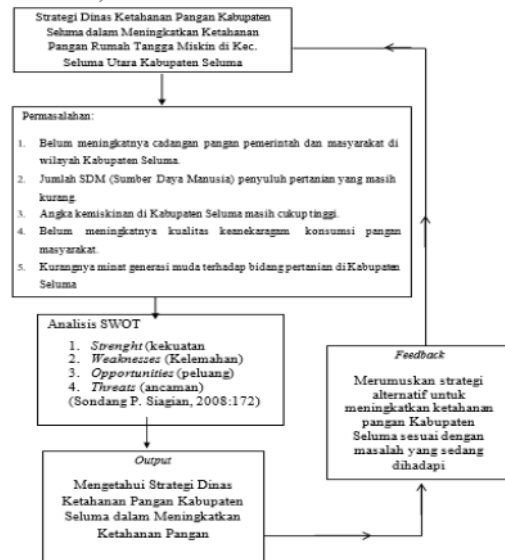 Strategi Dinas Ketahanan Pangan Kabupaten
Seluma dalam Meningkatkan Ketahanan
Pangan Rumah Tangga Miskin di Kec.
Seluma Utara Kabupaten Seluma
Permasalahan:
1. Belum meningkatnya cadangan pangan pemerintah dan masyarakat di
wilayah Kabupaten Seluma.
2. Jumlah SDM (Sumber Daya Manusia) penyuluh pertanian yang masih
kurang.
3. Angka kemiskinan di Kabupaten Seluma masih cukup tinggi.
4. Belum meningkatnya kualitas keanekaragam konsumsi pangan
masyarakat.
5. Kurangnya minat generasi muda terhadap bidang pertanian di Kabupaten
Seluma
Analisis SWOT
1. Strenght (kekuatan
2. Weaknesses (Kelemahan)
3. Opportunities (peluang)
4. Threats (ancaman)
(Sondang P. Siagian, 2008:172)
Output
Mengetahui Strategi Dinas
Ketahanan Pangan Kabupaten
Seluma dalam Meningkatkan
Ketahanan Pangan
Feedback
Merumuskan strategi
alternatif untuk
meningkatkan ketahanan
pangan Kabupaten
Seluma sesuai dengan
masalah yang sedang
dihadapi